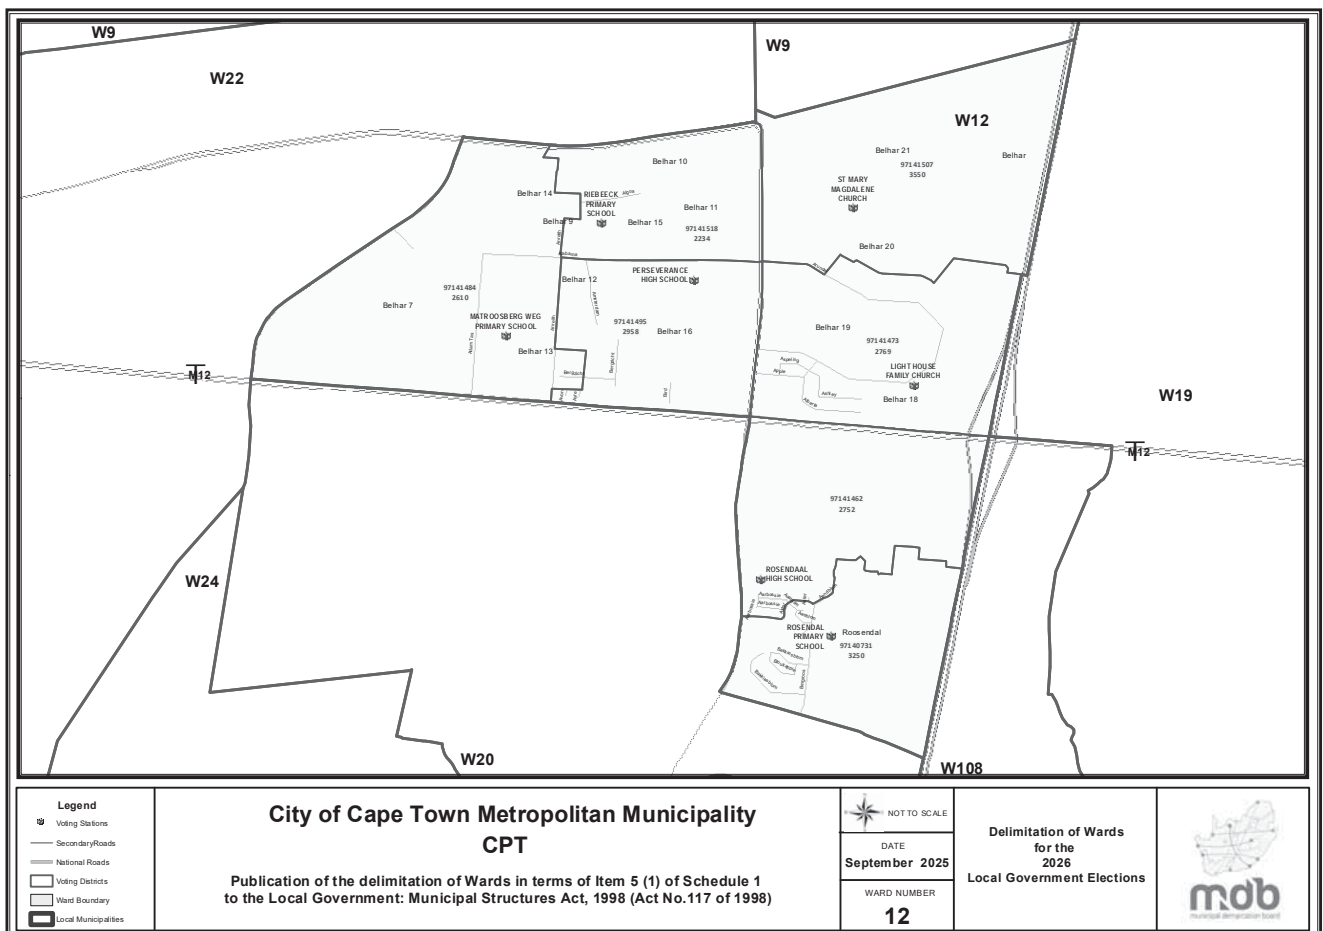 W9
W9
W22
W12
Belhar 21
97141507
3550
Belhar
ST MARY
MAGDALENE
CHURCH
Belhar 20
Belhar 10
Belhar 14
RIEBEECK
PRIMARY
SCHOOL
Belhar 11
Belhar 9
Belhar 15
97141518
2234
Belhar 12
PERSEVERANCE
HIGH SCHOOL
97141484
2610
Belhar 7
MATROOSBERG WEG
PRIMARY SCHOOL
97141495
2958
Belhar 16
Belhar 13
Belhar 19
97141473
2769
LIGHT HOUSE
FAMILY CHURCH
Belhar 18
M12
W19
M12
97141462
2752
ROSENDAAL
HIGH SCHOOL
ROSENDAL
PRIMARY
SCHOOL
Roosendal
97140731
3250
W24
W20
W108
Legend
Voting Stations
SecondaryRoads
National Roads
Voting Districts
Ward Boundary
Local Municipalities
City of Cape Town Metropolitan Municipality
CPT
Publication of the delimitation of Wards in terms of Item 5 (1) of Schedule 1
to the Local Government: Municipal Structures Act, 1998 (Act No.117 of 1998)
NOT TO SCALE
DATE
September 2025
WARD NUMBER
12
Delimitation of Wards
for the
2026
Local Government Elections
mdb
municipal demarcation board